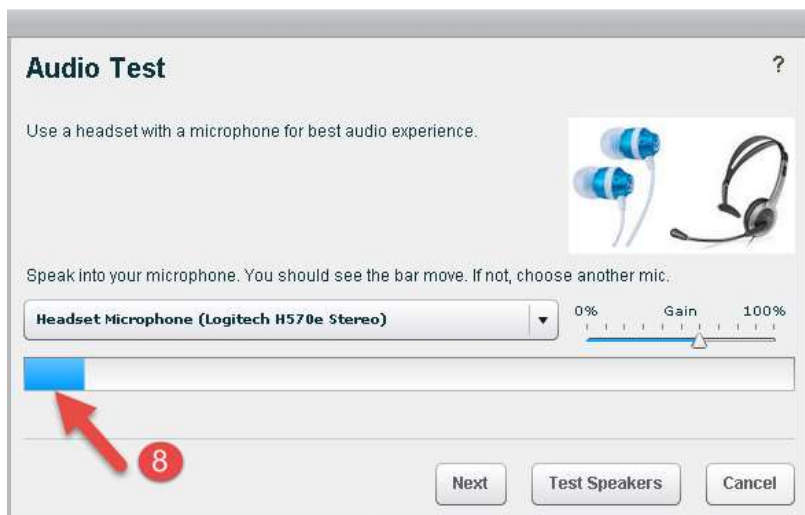 Audio Test
?
Use a headset with a microphone for best audio experience.
Speak into your microphone. You should see the bar move. If not, choose another mic.
Headset Microphone (Logitech H570e Stereo)
0% Gain 100%
8
Next Test Speakers Cancel